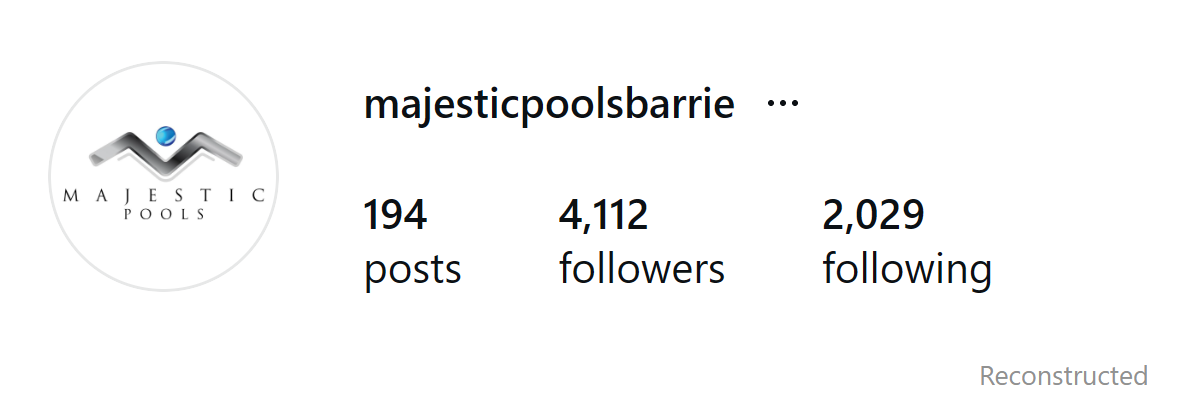 majesticpoolsbarrie ...
MAJESTIC
POOLS
194 4,112 2,029
posts followers following
Reconstructed